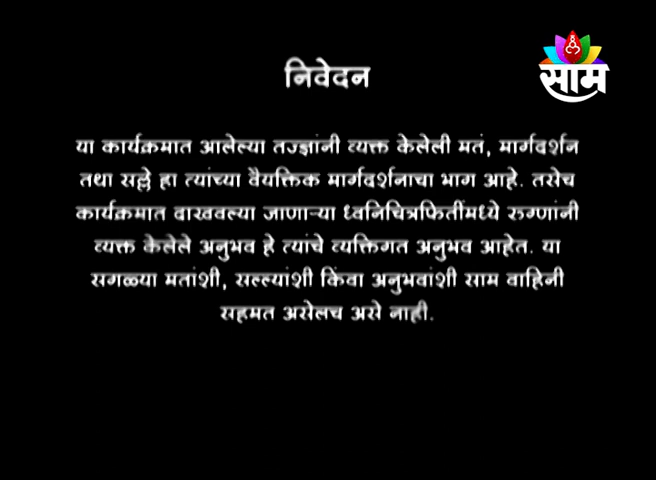 निवेदन
साम
या कार्यक्रमात आलेल्या तज्ज्ञांनी व्यक्त केलेली मतं, मार्गदर्शन
तथा सल्ले हा त्यांच्या वैयक्तिक मार्गदर्शनाचा भाग आहे. तसेच
कार्यक्रमात दाखवल्या जाणाऱ्या ध्वनिचित्रफितींमध्ये रुग्णांनी
व्यक्त केलेले अनुभव हे त्यांचे व्यक्तिगत अनुभव आहेत. या
सगळ्या मतांशी, सल्ल्यांशी किंवा अनुभवांशी साम वाहिनी
सहमत असेलच असे नाही.